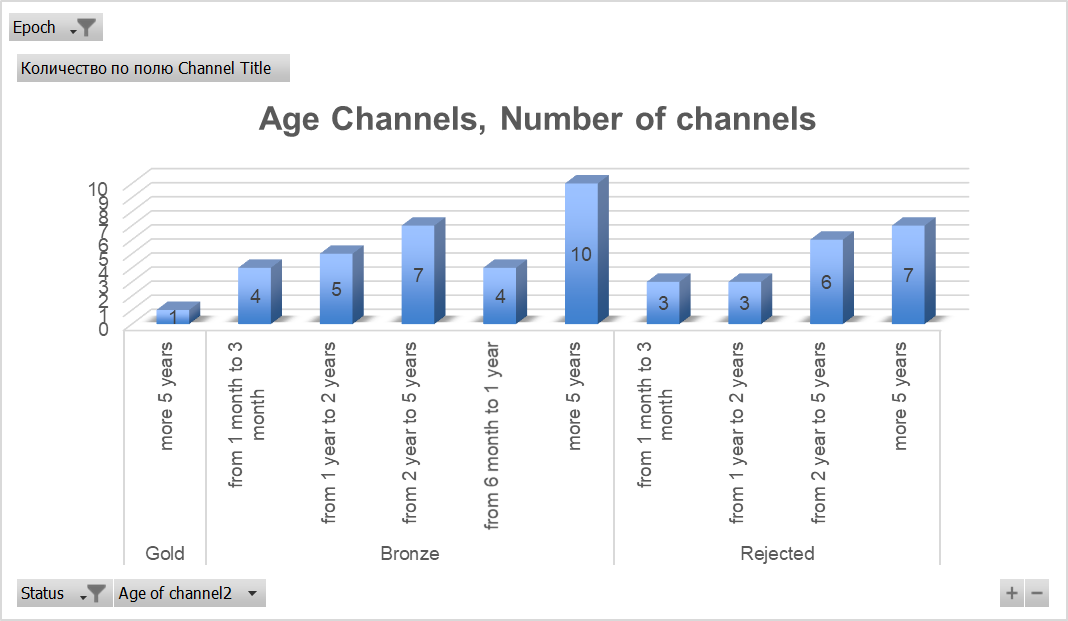 Epoch
Количество по полю Channel Title
Age Channels, Number of channels
10
9
8
7
6
5
4
3
2
1
0
1
4
5
7
4
10
3
3
6
7
more 5 years
from 1 month to 3
month
from 1 year to 2 years
from 2 year to 5 years
from 6 month to 1 year
more 5 years
from 1 month to 3
month
from 1 year to 2 years
from 2 year to 5 years
more 5 years
Gold
Bronze
Rejected
Status
Age of channel2
+
−